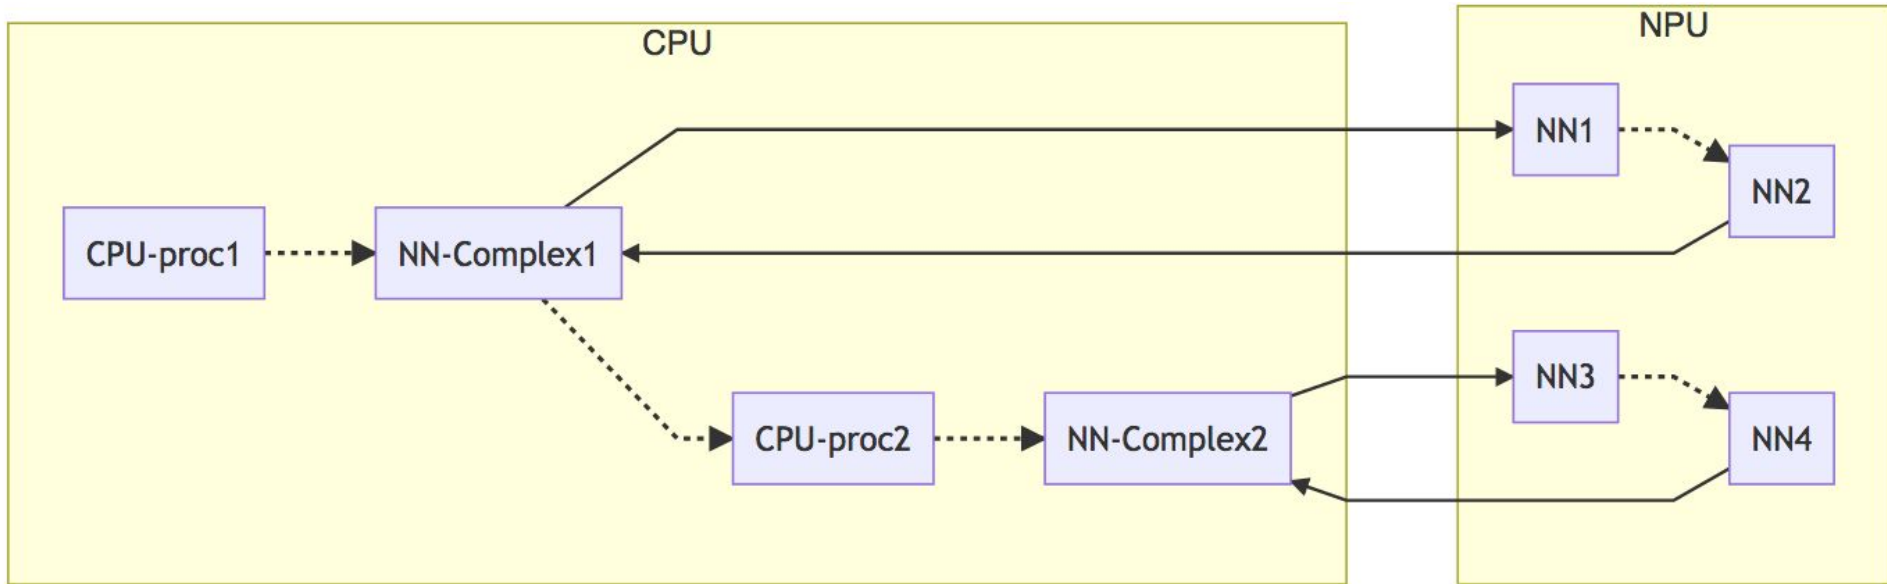 CPU
NPU
NN1
NN2
CPU-proc1
NN-Complex1
NN3
CPU-proc2
NN-Complex2
NN4